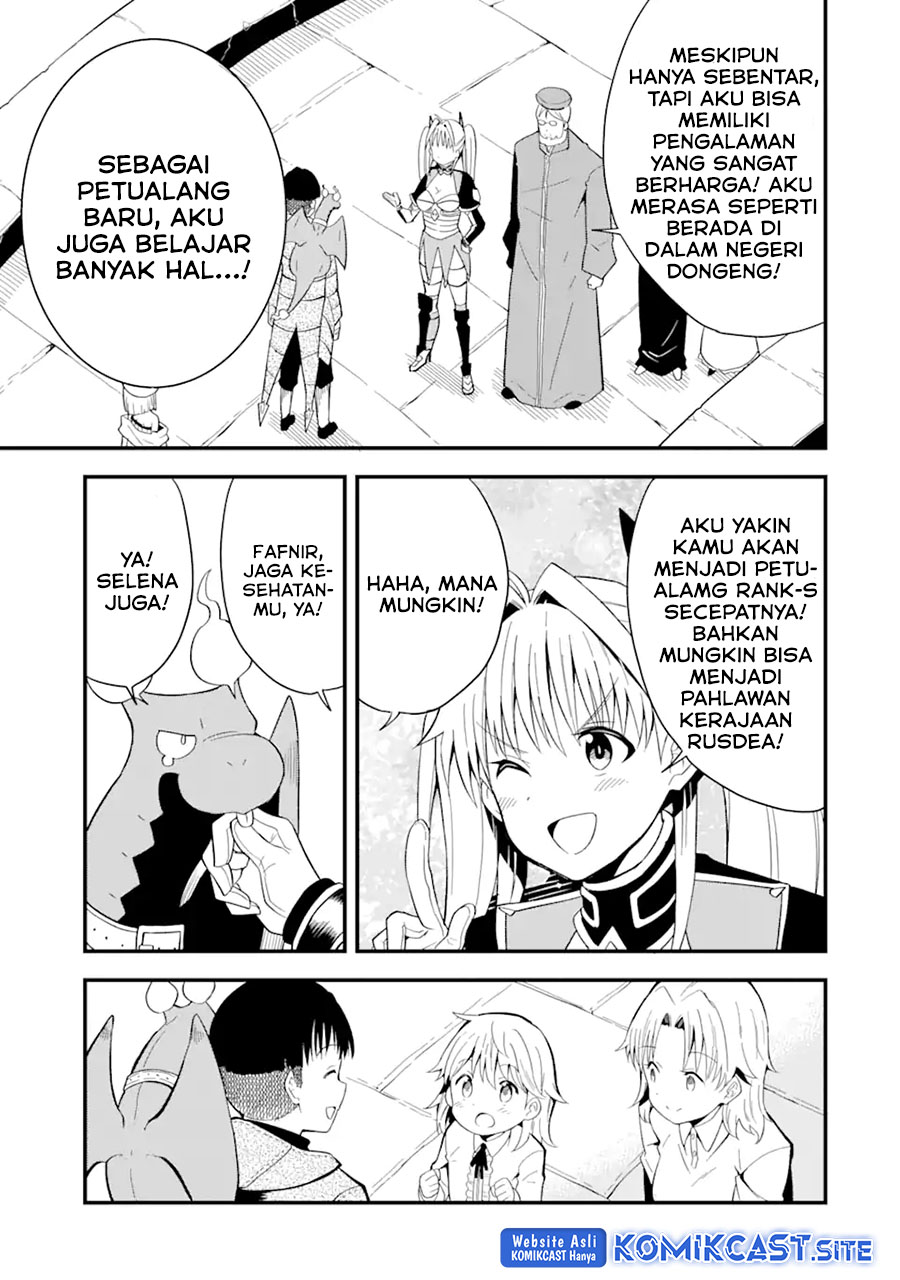 MESKIPUN
HANYA SEBENTAR,
TAPI AKU BISA
MEMILIKI
PENGALAMAN
YANG SANGAT
BERHARGA! AKU
MERASA SEPERTI
BERADA DI
DALAM NEGERI
DONGENG!
SEBAGAI
PETUALANG
BARU, AKU
JUGA BELAJAR
BANYAK HAL...!
AKU YAKIN
KAMU AKAN
MENJADI PETU-
ALAMG RANK-S
SECEPATNYA!
BAHKAN
MUNGKIN BISA
MENJADI
PAHLAWAN
KERAJAAN
RUSDEA!
HAHA, MANA
MUNGKIN!
FAFNIR,
JAGA KE-
SEHATAN-
MU, YA!
YA!
SELENA
JUGA!
Website Asli
KOMIKCAST Hanya
KOMIKCAST.SITE